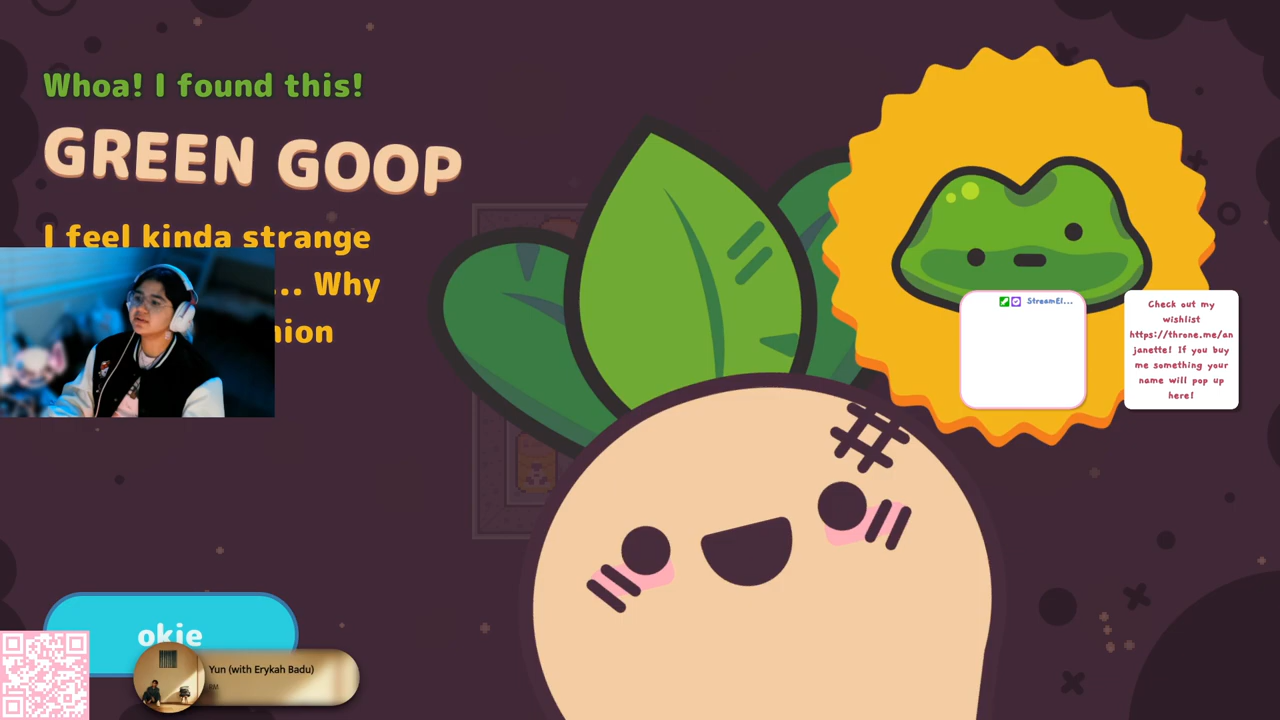 Whoa! I found this!
GREEN GOOP
I feel kinda strange
... Why
nion
StreamEl...
Check out my
wishlist
https://throne.me/an
janette! If you buy
me something your
name will pop up
here!
okie
Yun (with Erykah Badu)
RM